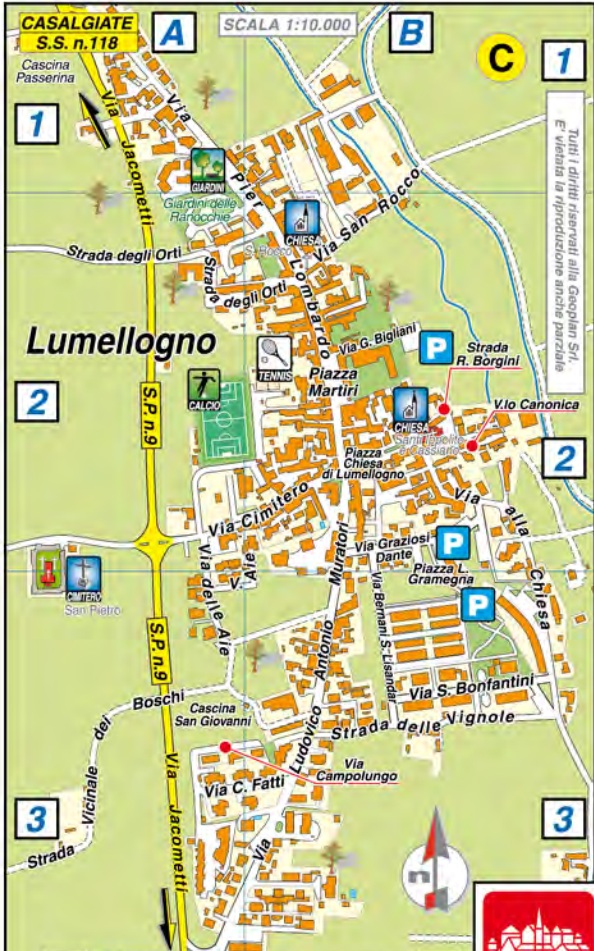 CASALGIATE
S.S. n.118
A
SCALA 1:10.000
B
C
1
Cascina
Passerina
1
Via Jacometti
Via Pier Lombardo
Tutti i diritti riservati alla Geoplan Srl.
E' vietata la riproduzione anche parziale
GIARDINI
Giardini delle
Ranocchie
CHIESA
S. Rocco
Via San Rocco
Strada degli Orti
Strada degli Orti
Lumellogno
Via G. Bigliani
P
Strada
R. Borgini
TENNIS
Piazza
Martiri
CALCIO
2
S.P. n.9
CHIESA
Santi Ippolito
e Cassiano
V.lo Canonica
2
Piazza
Chiesa
di Lumellogno
Via alla Chiesa
Via Cimitero
Via Graziosi
Dante
P
Piazza L.
Gramegna
V. Aie
Via delle Aie
CIMITERO
San Pietro
P
Via Bernani S. Lisandar
S.P. n.9
Via Ludovico Antonio Muratori
Via S. Bonfantini
Strada delle Vignole
Strada Vicinale dei Boschi
Cascina
San Giovanni
Via
Campolungo
Via C. Fatti
Via Jacometti
3
3
n